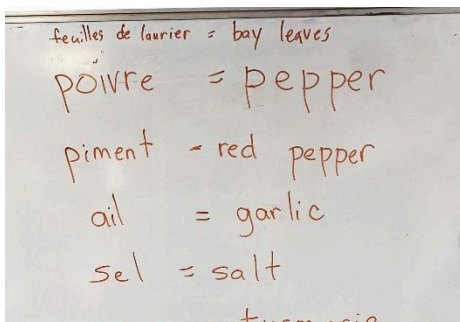 feuilles de laurier = bay leaves
poivre = pepper
piment - red pepper
ail = garlic
sel = salt